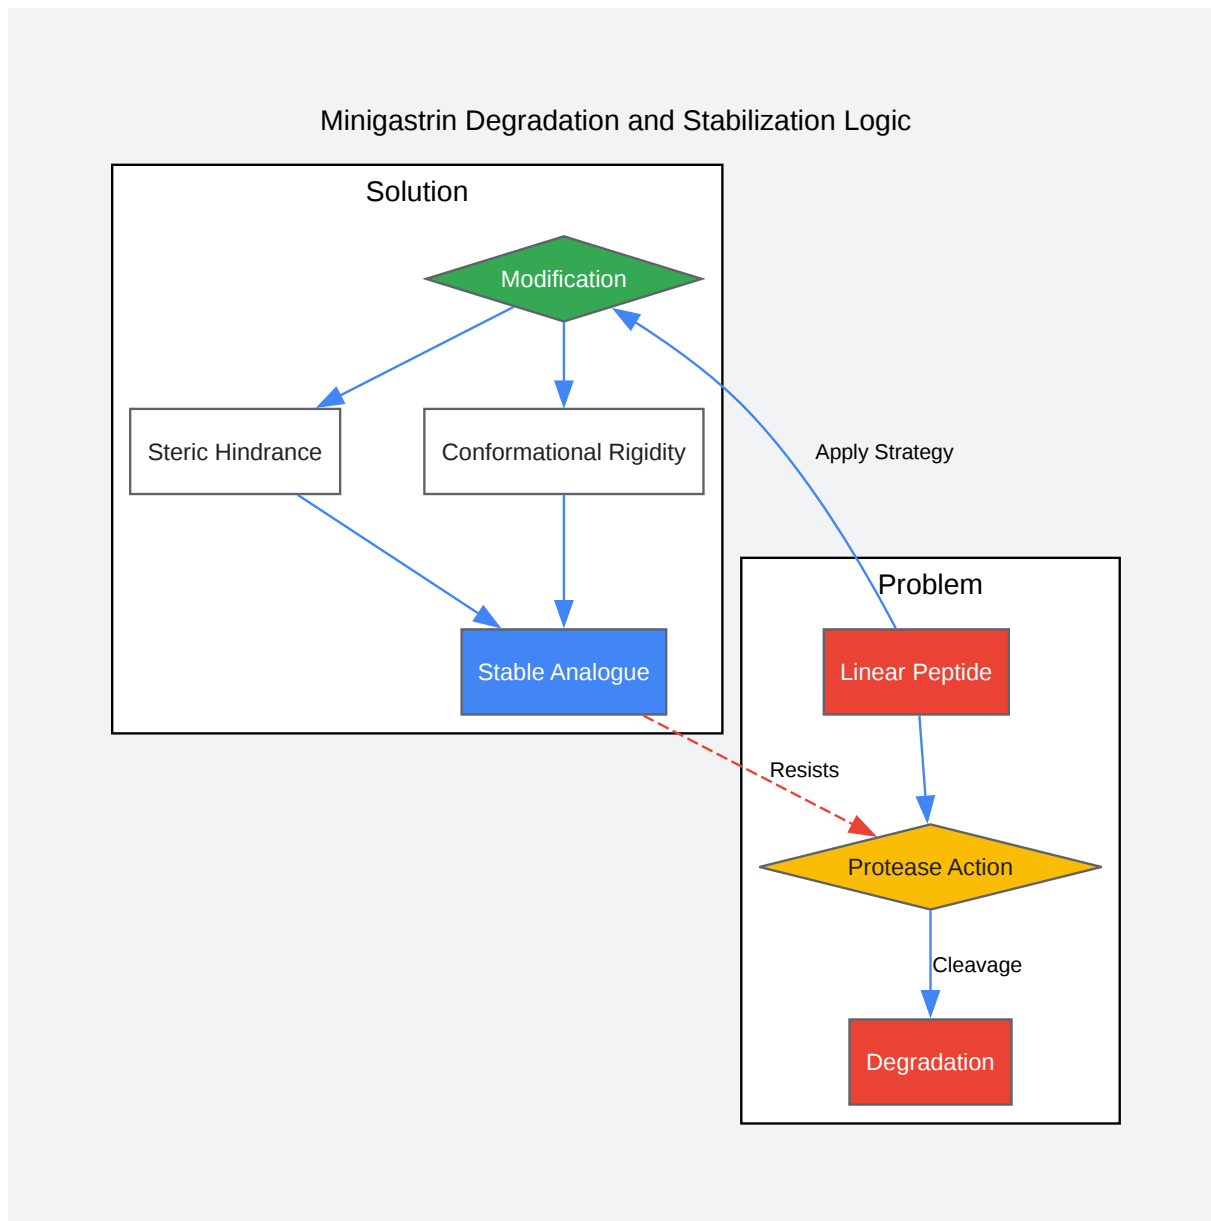 Minigastrin Degradation and Stabilization Logic
Solution
Modification
Steric Hindrance
Conformational Rigidity
Apply Strategy
Stable Analogue
Problem
Linear Peptide
Resists
Protease Action
Cleavage
Degradation